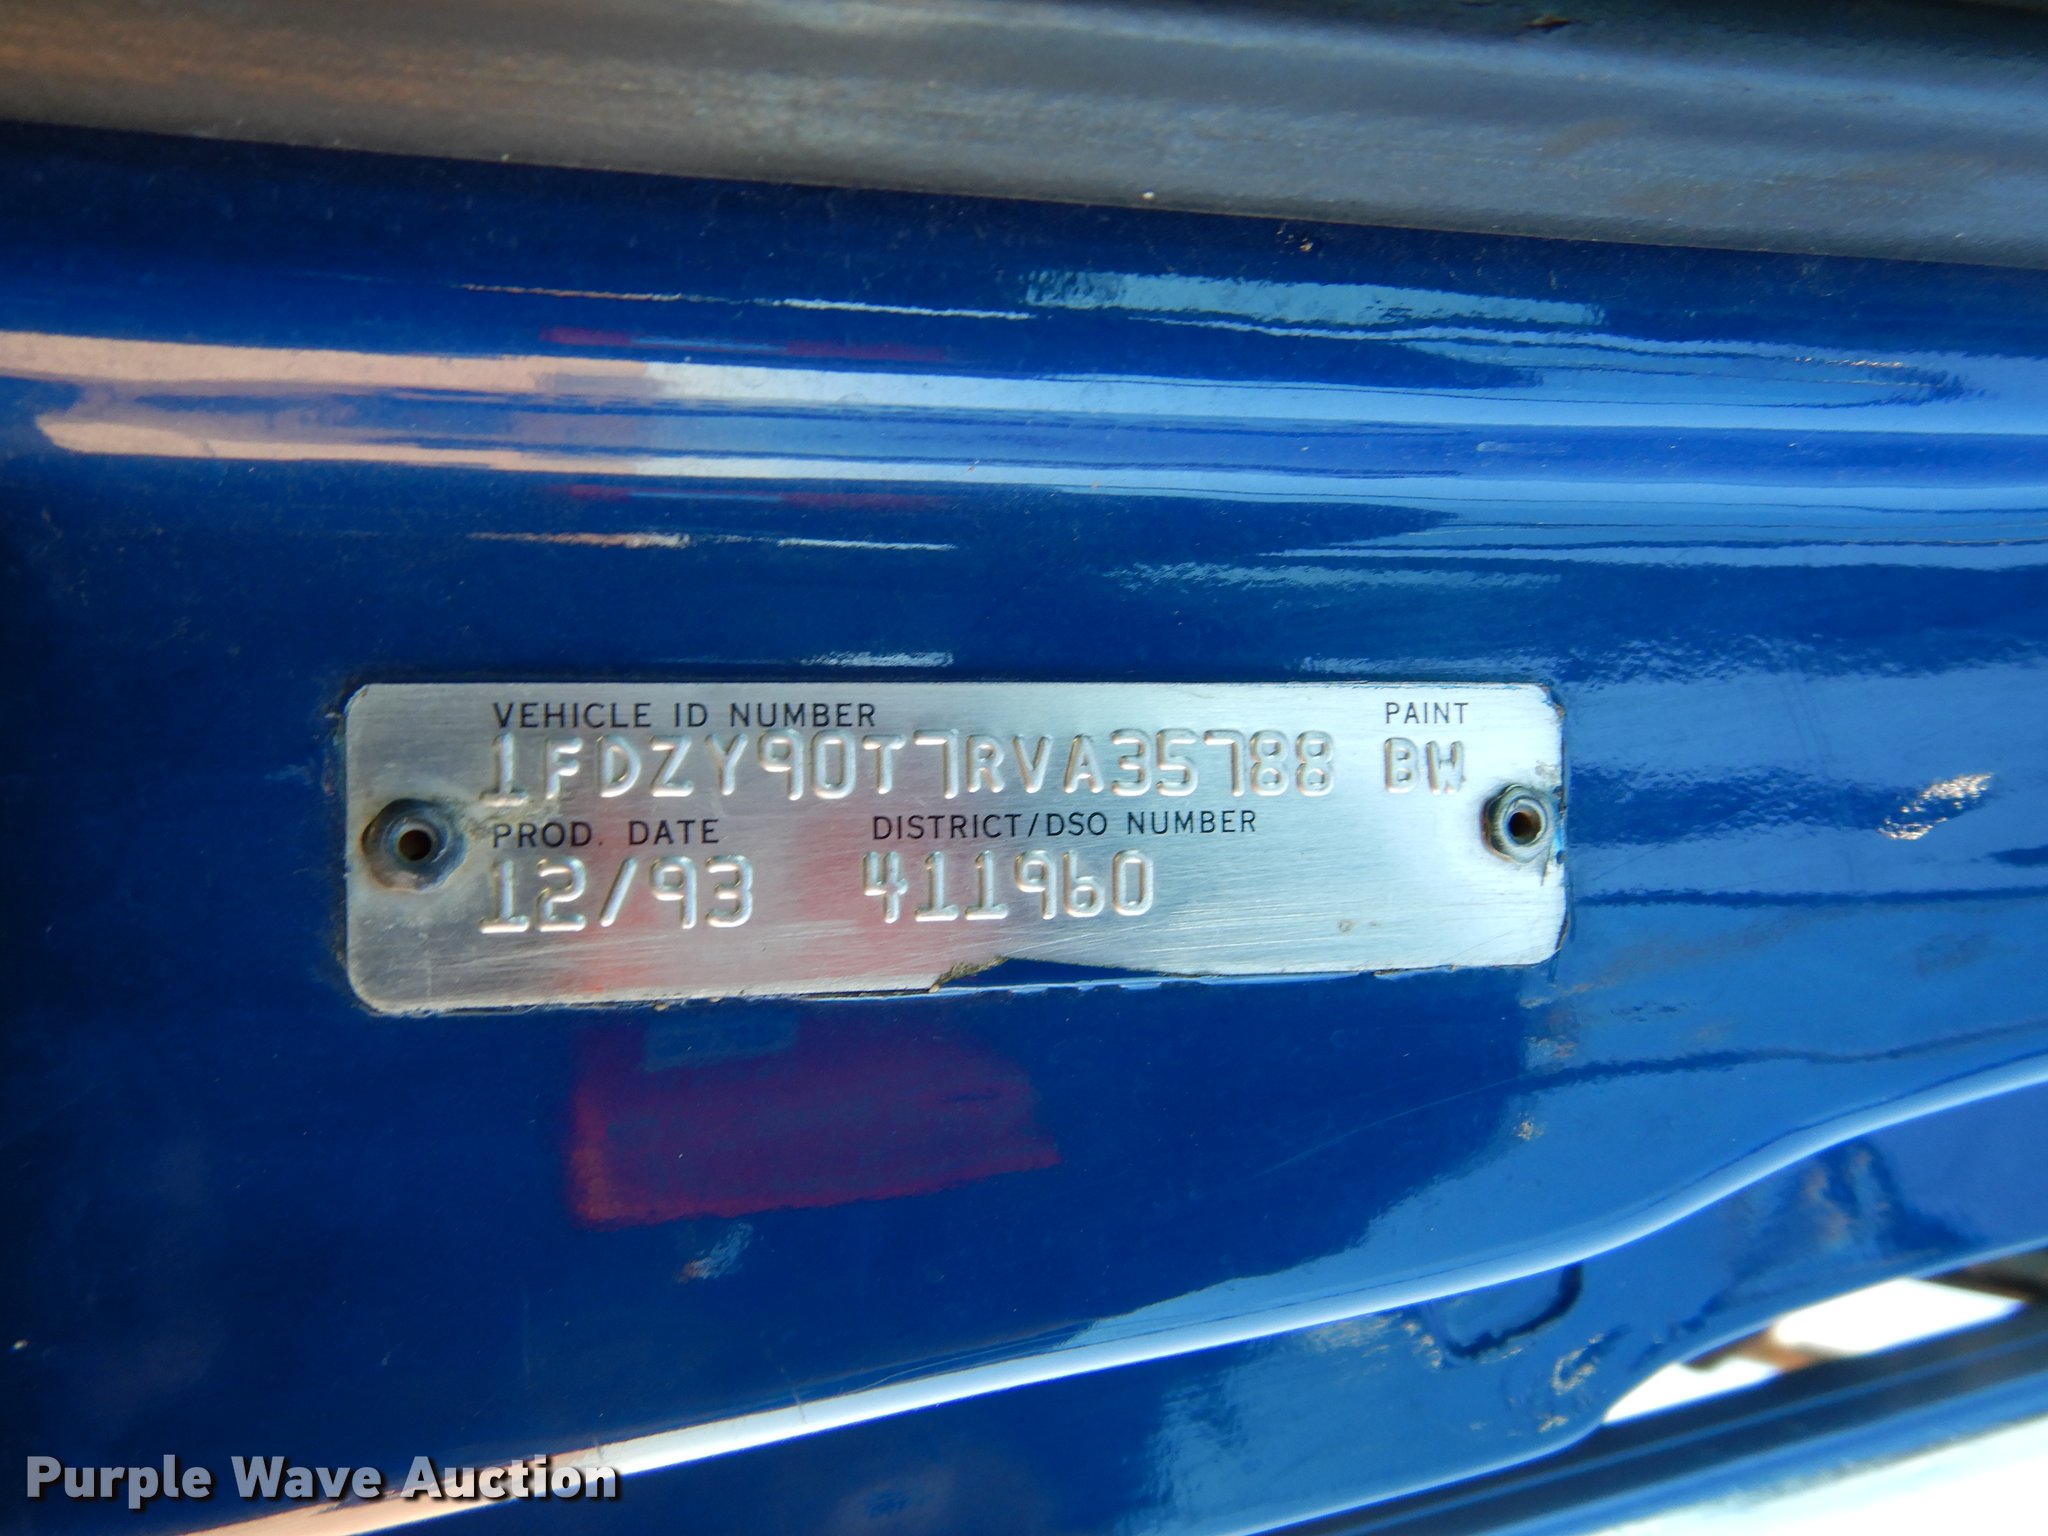 VEHICLE ID NUMBER PAINT
1FDZY90T7RVA35788 BW
PROD. DATE DISTRICT/DSO NUMBER
12/93 411960
Purple Wave Auction